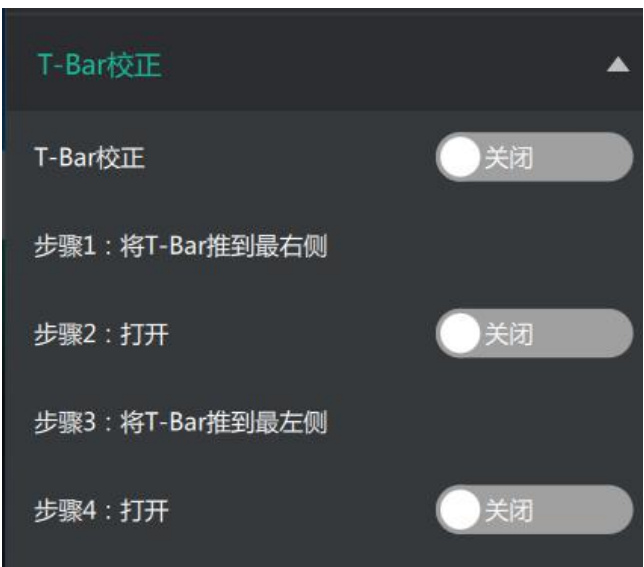 T-Bar校正
T-Bar校正 关闭
步骤1：将T-Bar推到最右侧
步骤2：打开 关闭
步骤3：将T-Bar推到最左侧
步骤4：打开 关闭